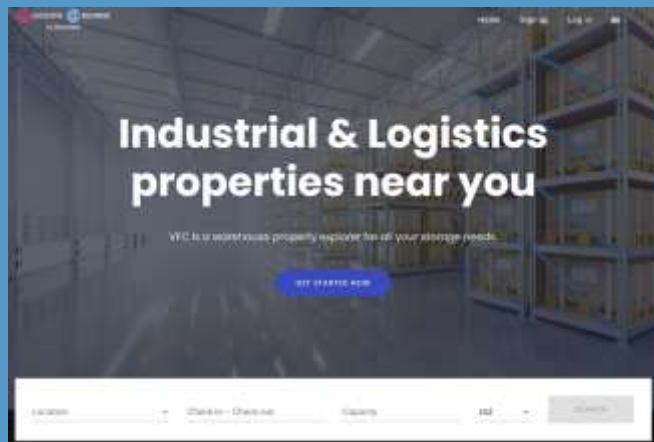 Home Sign up Log in
Industrial & Logistics
properties near you
VFC is a warehouse property explorer for all your storage needs
GET STARTED NOW
Location Check in - Check out Capacity SEARCH